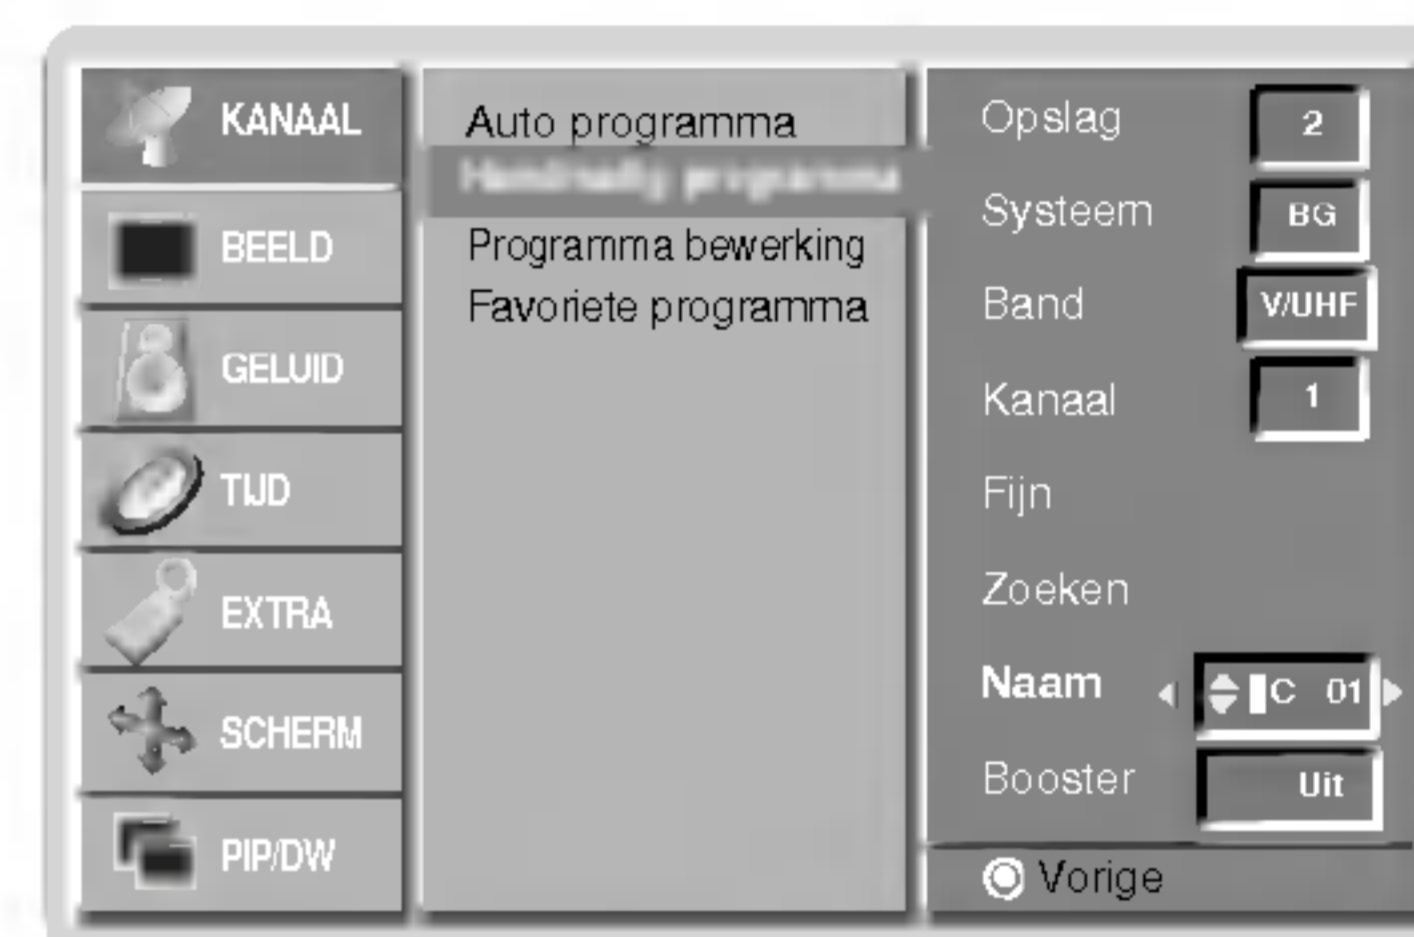 KANAAL
BEELD
GELUID
TIJD
EXTRA
SCHERM
PIP/DW
Auto programma
programma
Programma bewerking
Favoriete programma
Opslag 2
Systeem BG
Band V/UHF
Kanaal 1
Fijn
Zoeken
Naam C 01
Booster Uit
Vorige